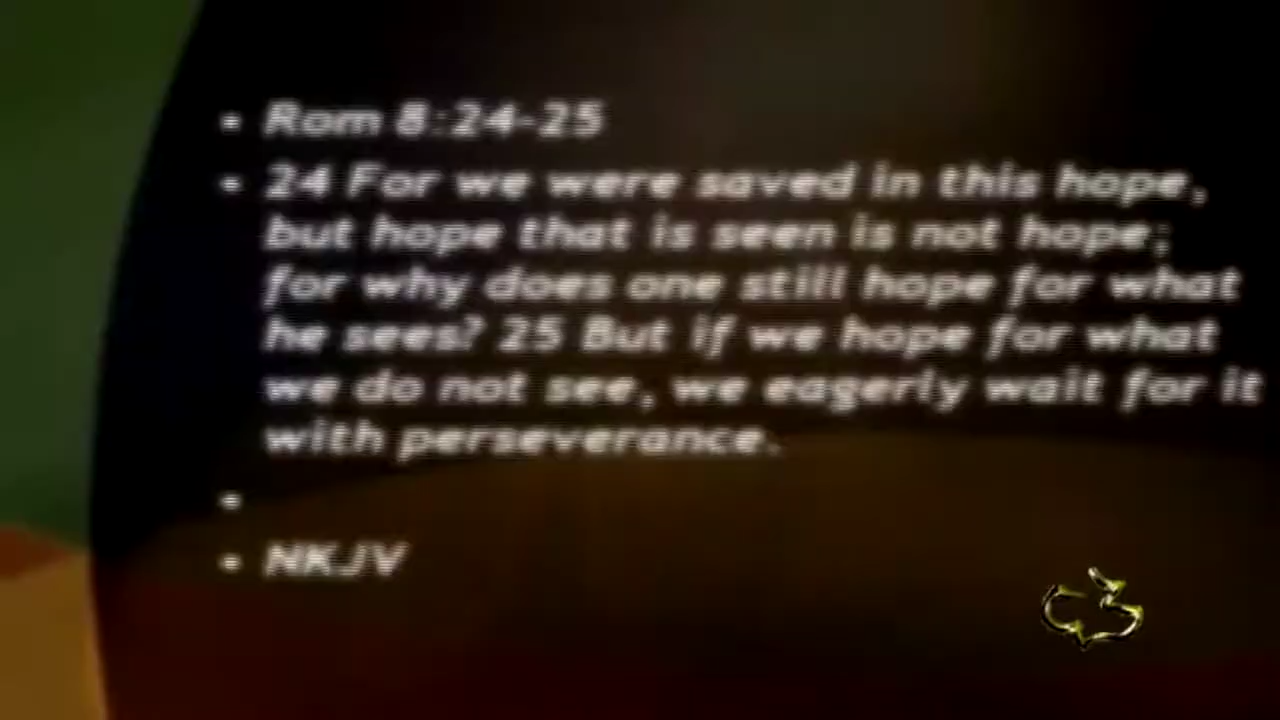 • Rom 8:24-25
• 24 For we were saved in this hope,
but hope that is seen is not hope;
for why does one still hope for what
he sees? 25 But if we hope for what
we do not see, we eagerly wait for it
with perseverance.
•
• NKJV
C3